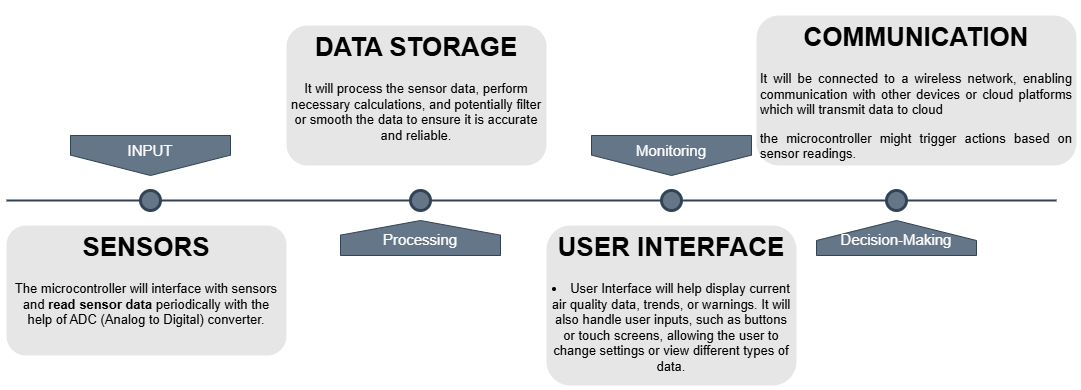 INPUT
SENSORS
The microcontroller will interface with sensors
and read sensor data periodically with the
help of ADC (Analog to Digital) converter.
DATA STORAGE
It will process the sensor data, perform
necessary calculations, and potentially filter
or smooth the data to ensure it is accurate
and reliable.
Processing
Monitoring
USER INTERFACE
• User Interface will help display current
air quality data, trends, or warnings. It will
also handle user inputs, such as buttons
or touch screens, allowing the user to
change settings or view different types of
data.
COMMUNICATION
It will be connected to a wireless network, enabling
communication with other devices or cloud platforms
which will transmit data to cloud
the microcontroller might trigger actions based on
sensor readings.
Decision-Making